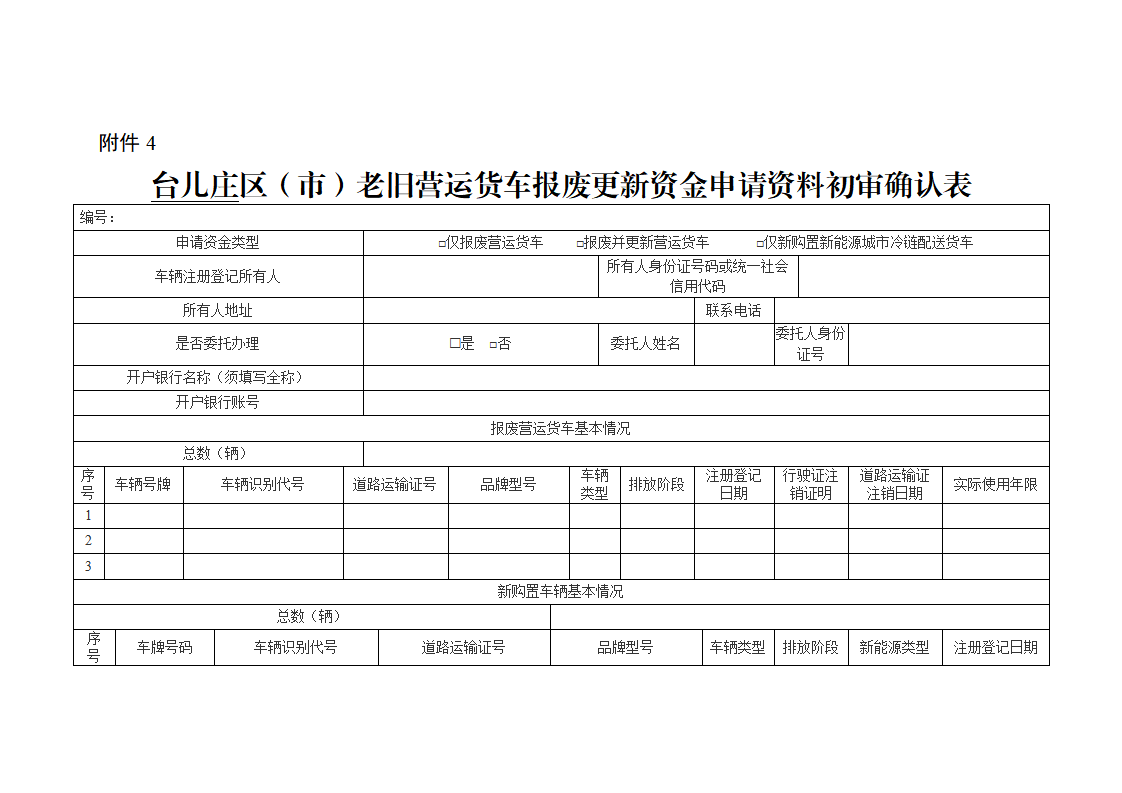 附件 4
台儿庄区（市）老旧营运货车报废更新资金申请资料初审确认表
编号：
申请资金类型 □仅报废营运货车 □报废并更新营运货车 □仅新购置新能源城市冷链配送货车
车辆注册登记所有人 所有人身份证号码或统一社会
信用代码
所有人地址 联系电话
是否委托办理 □是 □否 委托人姓名 委托人身份
证号
开户银行名称（须填写全称）
开户银行账号
报废营运货车基本情况
总数（辆）
序
号 车辆号牌 车辆识别代号 道路运输证号 品牌型号 车辆
类型 排放阶段 注册登记
日期 行驶证注
销证明 道路运输证
注销日期 实际使用年限
1
2
3
新购置车辆基本情况
总数（辆）
序
号 车牌号码 车辆识别代号 道路运输证号 品牌型号 车辆类型 排放阶段 新能源类型 注册登记日期